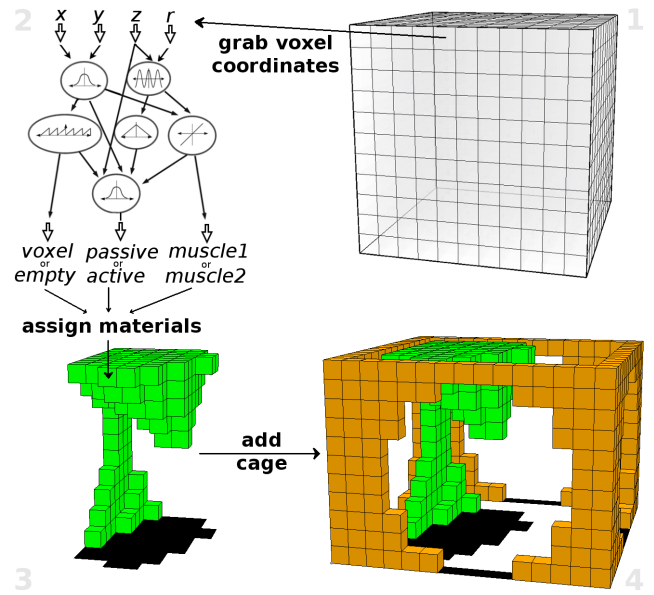 2
x y z r
grab voxel
coordinates
1
voxel passive muscle1
or or or
empty active muscle2
assign materials
add
cage
3
4